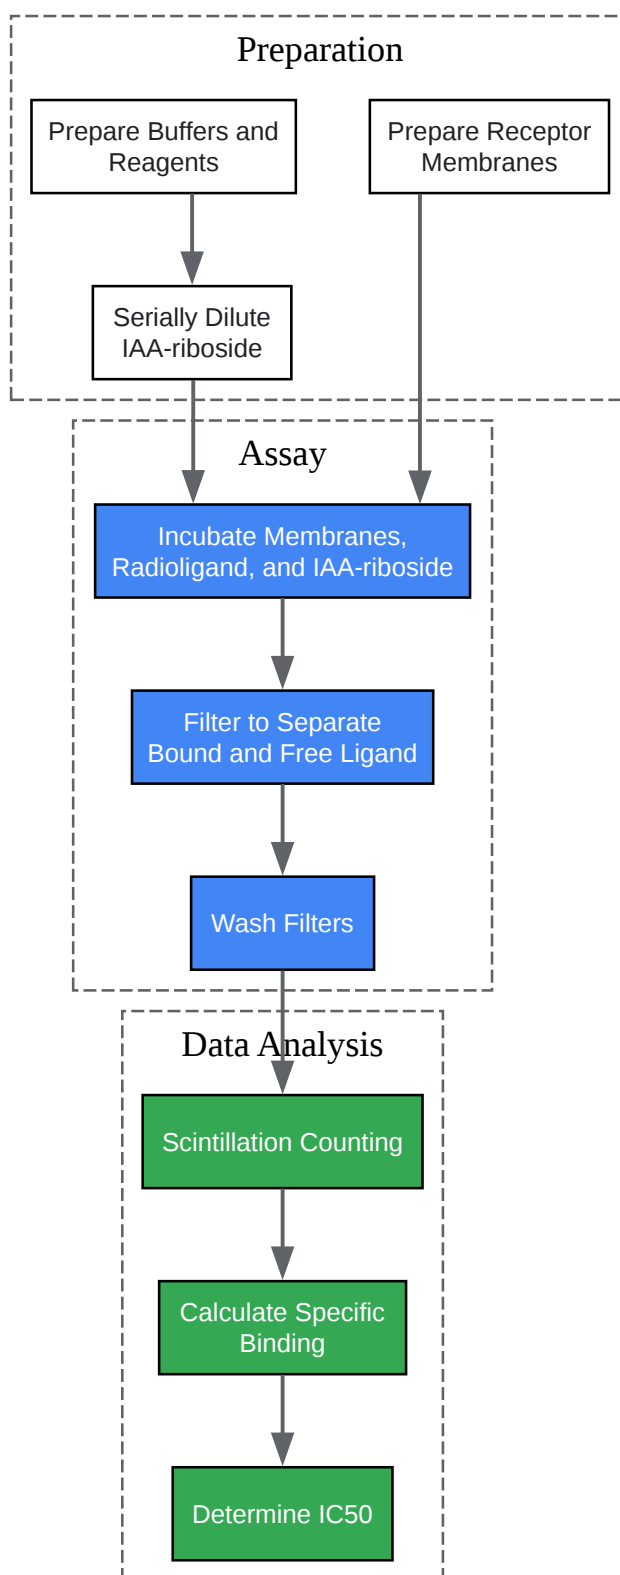 Preparation
Prepare Buffers and
Reagents
Prepare Receptor
Membranes
Serially Dilute
IAA-riboside
Assay
Incubate Membranes,
Radioligand, and IAA-riboside
Filter to Separate
Bound and Free Ligand
Wash Filters
Data Analysis
Scintillation Counting
Calculate Specific
Binding
Determine IC50